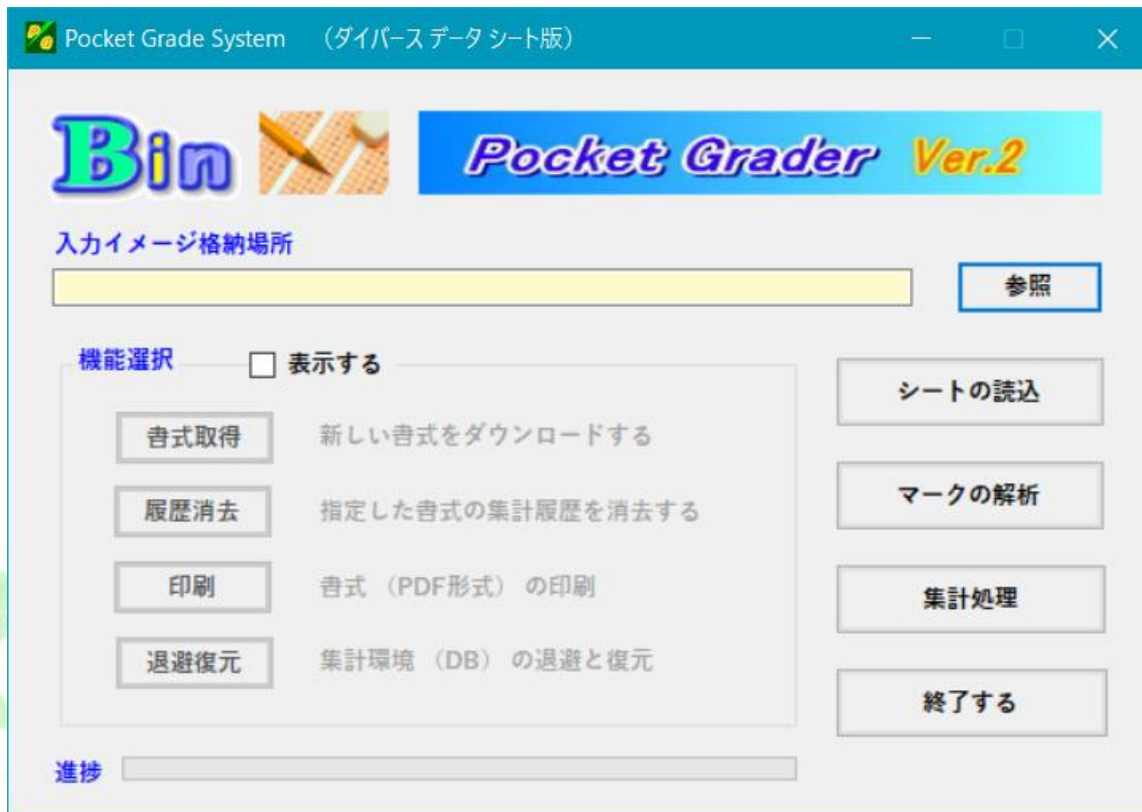 Pocket Grade System （ダイバース データ シート版）
Bin Pocket Grader Ver.2
入力イメージ格納場所
参照
機能選択 表示する
書式取得 新しい書式をダウンロードする
履歴消去 指定した書式の集計履歴を消去する
印刷 書式 （PDF形式） の印刷
退避復元 集計環境 （DB） の退避と復元
シートの読込
マークの解析
集計処理
終了する
進捗